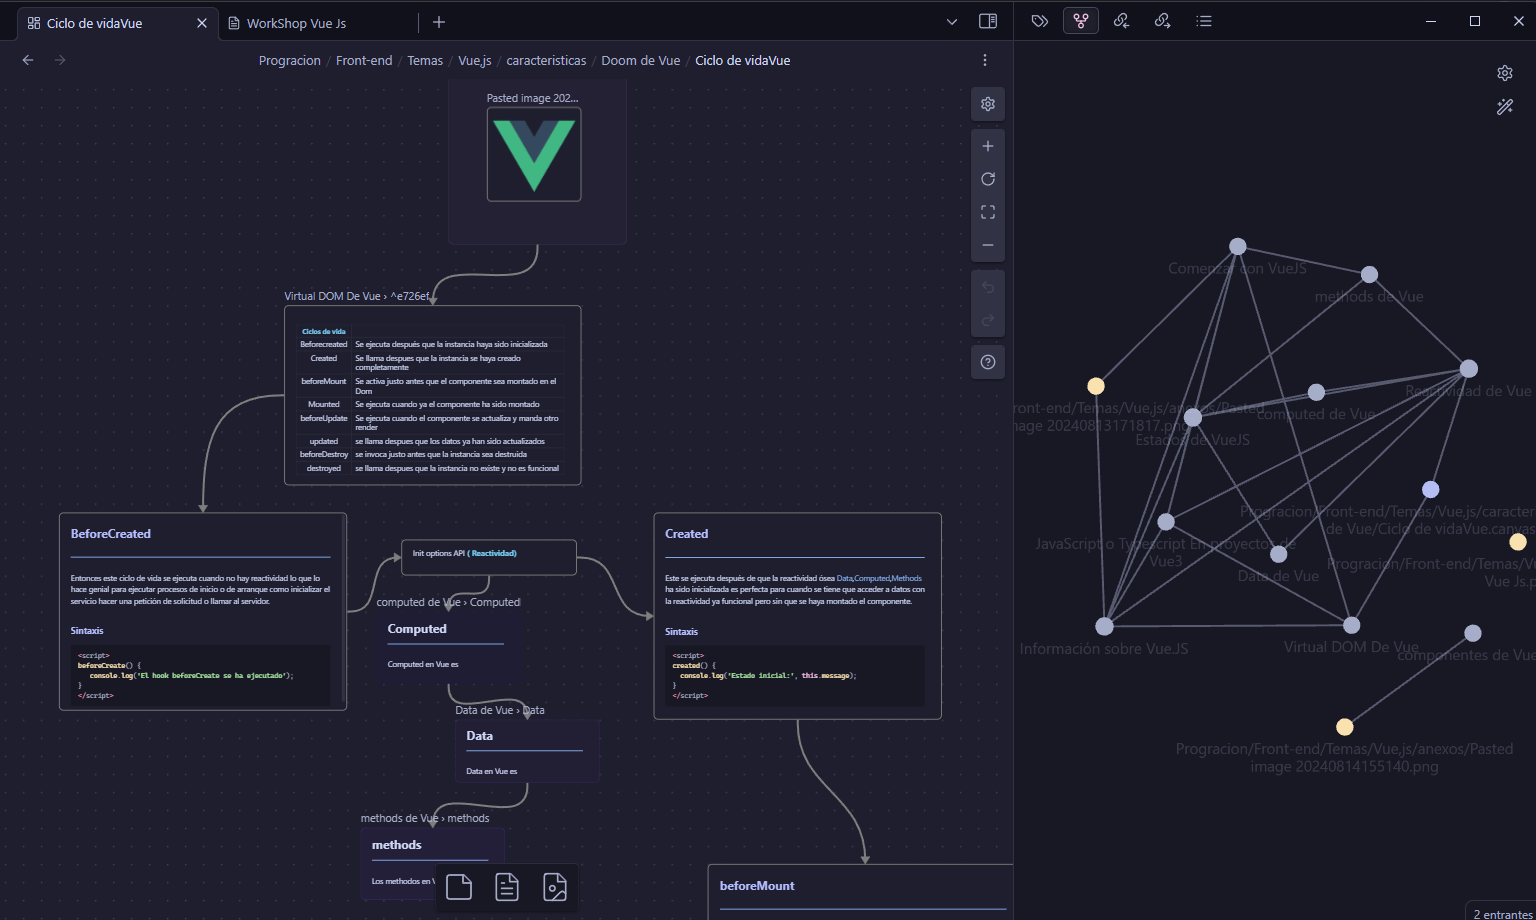 Ciclo de vidaVue
WorkShop Vue Js
Progracion / Front-end / Temas / Vue,js / caracteristicas / Doom de Vue / Ciclo de vidaVue
Pasted image 202...
Virtual DOM De Vue › ^e726ef
Ciclos de vida
Beforecreated Se ejecuta después que la instancia haya sido inicializada
Created Se llama despues que la instancia se haya creado
completamente
beforeMount Se activa justo antes que el componente sea montado en el
Dom
Mounted Se ejecuta cuando ya el componente ha sido montado
beforeUpdate Se ejecuta cuando el componente se actualiza y manda otro
render
updated se llama despues que los datos ya han sido actualizados
beforeDestroy se invoca justo antes que la instancia sea destruida
destroyed se llama despues que la instancia no existe y no es funcional
BeforeCreated
Entonces este ciclo de vida se ejecuta cuando no hay reactividad lo que lo
hace genial para ejecutar procesos de inicio o de arranque como inicializar el
servicio hacer una petición de solicitud o llamar al servidor.
Sintaxis
<script>
beforeCreate() {
console.log('El hook beforeCreate se ha ejecutado');
}
</script>
Init options API ( Reactividad)
computed de Vue › Computed
Computed
Computed en Vue es
Data de Vue › Data
Data
Data en Vue es
methods de Vue › methods
methods
Los methodos en V
Created
Este se ejecuta después de que la reactividad ósea Data,Computed,Methods
ha sido inicializada es perfecta para cuando se tiene que acceder a datos con
la reactividad ya funcional pero sin que se haya montado el componente.
Sintaxis
<script>
created() {
console.log('Estado inicial:', this.message);
}
</script>
beforeMount
Comenzar con VueJS
methods de Vue
Reactividad de Vue
ront-end/Temas/Vue,js/anexos/Pasted
mage 20240813171817.png
computed de Vue
Estados de VueJS
Progracion/Front-end/Temas/Vue,js/caracter
de Vue/Ciclo de vidaVue.canvas
JavaScript o Typescript En proyectos de
Vue3
Data de Vue
Progracion/Front-end/Temas/V
Vue Js.p
Información sobre Vue.JS
Virtual DOM De Vue
componentes de Vue
Progracion/Front-end/Temas/Vue,js/anexos/Pasted
image 20240814155140.png
2 entrantes